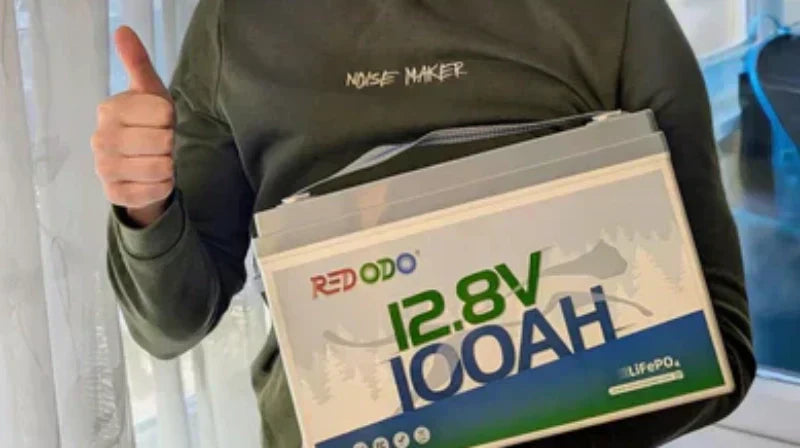 NOISE MAKER
REDODO
12.8V
100AH
LiFePO₄